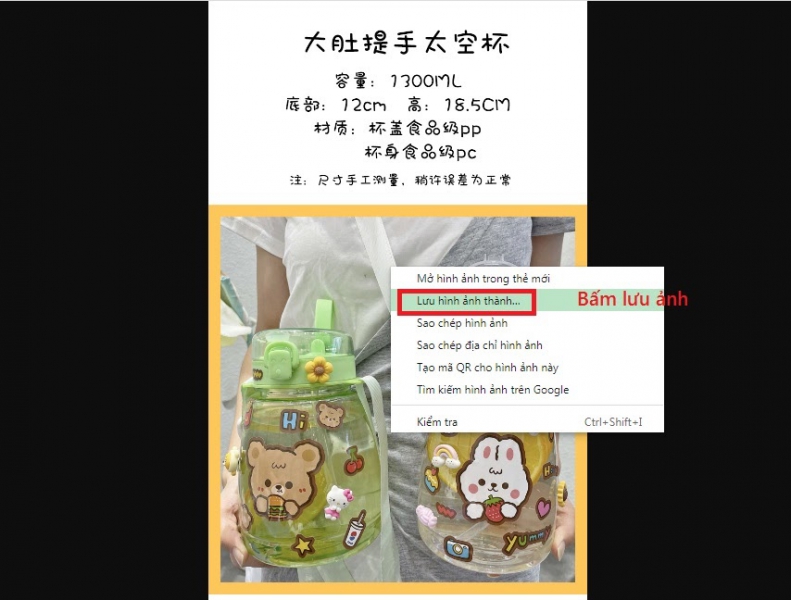 大肚提手太空杯
容量：1300ML
底部：12cm 高：18.5CM
材质：杯盖食品级pp
杯身食品级pc
注：尺寸手工测量，稍许误差为正常
Mở hình ảnh trong thẻ mới
Lưu hình ảnh thành...
Bấm lưu ảnh
Sao chép hình ảnh
Sao chép địa chỉ hình ảnh
Tạo mã QR cho hình ảnh này
Tìm kiếm hình ảnh trên Google
Kiểm tra Ctrl+Shift+I
Hi
Yummy